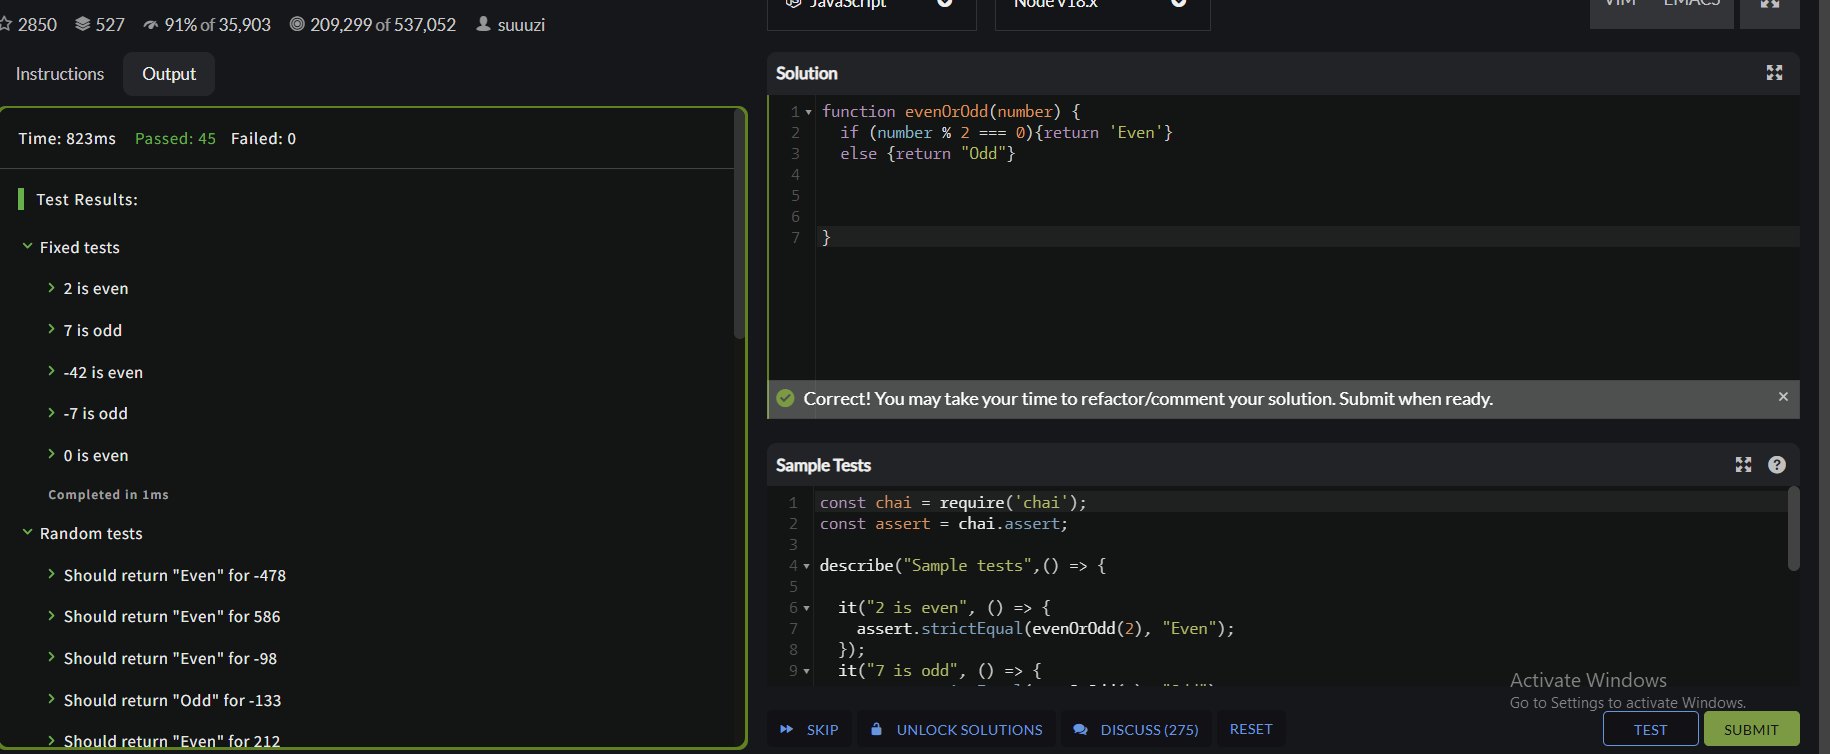 2850 527 91% of 35,903 209,299 of 537,052 suuuzi
JavaScript Node v18.x VIM EMACS
Instructions Output
Time: 823ms Passed: 45 Failed: 0
Test Results:
Fixed tests
2 is even
7 is odd
-42 is even
-7 is odd
0 is even
Completed in 1ms
Random tests
Should return "Even" for -478
Should return "Even" for 586
Should return "Even" for -98
Should return "Odd" for -133
Should return "Even" for 212
Solution
1 function evenOrOdd(number) {
2 if (number % 2 === 0){return 'Even'}
3 else {return "Odd"}
4
5
6
7 }
Correct! You may take your time to refactor/comment your solution. Submit when ready. ×
Sample Tests
1 const chai = require('chai');
2 const assert = chai.assert;
3
4 describe("Sample tests",() => {
5
6 it("2 is even", () => {
7 assert.strictEqual(evenOrOdd(2), "Even");
8 });
9 it("7 is odd", () => {
Activate Windows
Go to Settings to activate Windows.
SKIP UNLOCK SOLUTIONS DISCUSS (275) RESET TEST SUBMIT